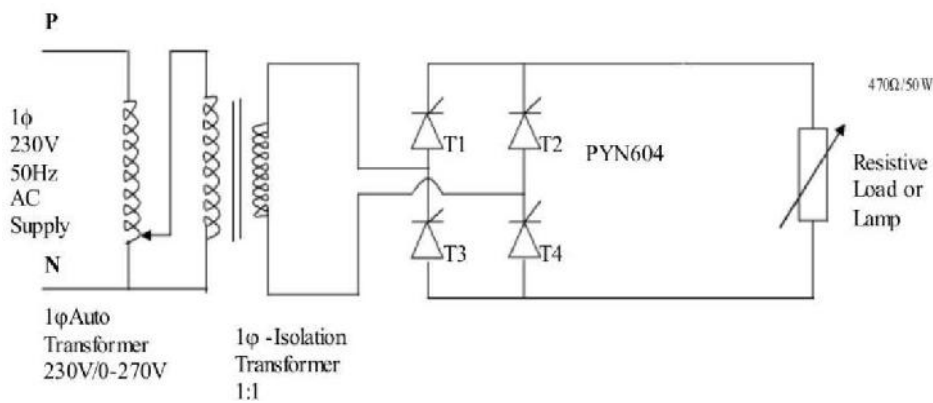 P
1ϕ
230V
50Hz
AC
Supply
N
1φAuto
Transformer
230V/0-270V
1φ -Isolation
Transformer
1:1
T1
T2
T3
T4
PYN604
470Ω/50W
Resistive
Load or
Lamp